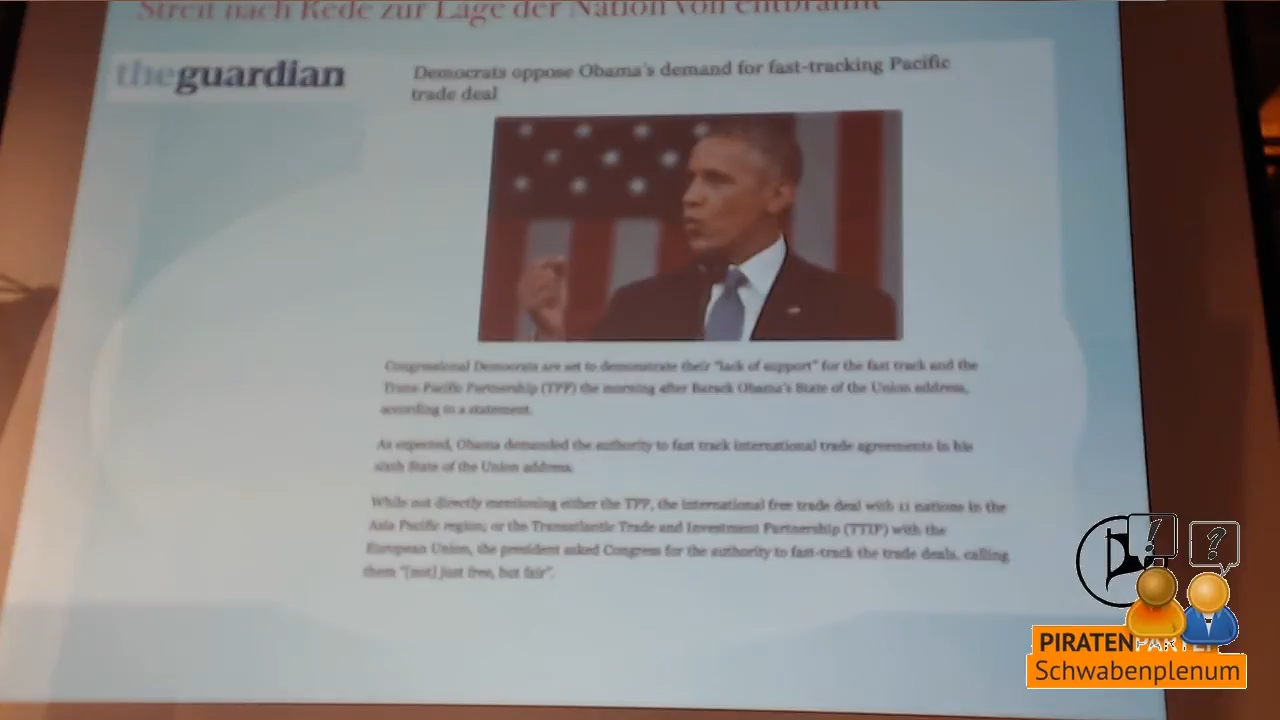 Streit nach Rede zur Lage der Nation von entbrannt
theguardian
Democrats oppose Obama's demand for fast-tracking Pacific
trade deal
Congressional Democrats are set to demonstrate their "lack of support" for the fast track and the
Trans-Pacific Partnership (TPP) the morning after Barack Obama's State of the Union address,
according to a statement.
As expected, Obama demanded the authority to fast track international trade agreements in his
sixth State of the Union address.
While not directly mentioning either the TPP, the international free trade deal with 11 nations in the
Asia Pacific region; or the Transatlantic Trade and Investment Partnership (TTIP) with the
European Union, the president asked Congress for the authority to fast-track the trade deals, calling
them "[not] just free, but fair".
! ?
PIRATENPARTEI
Schwabenplenum